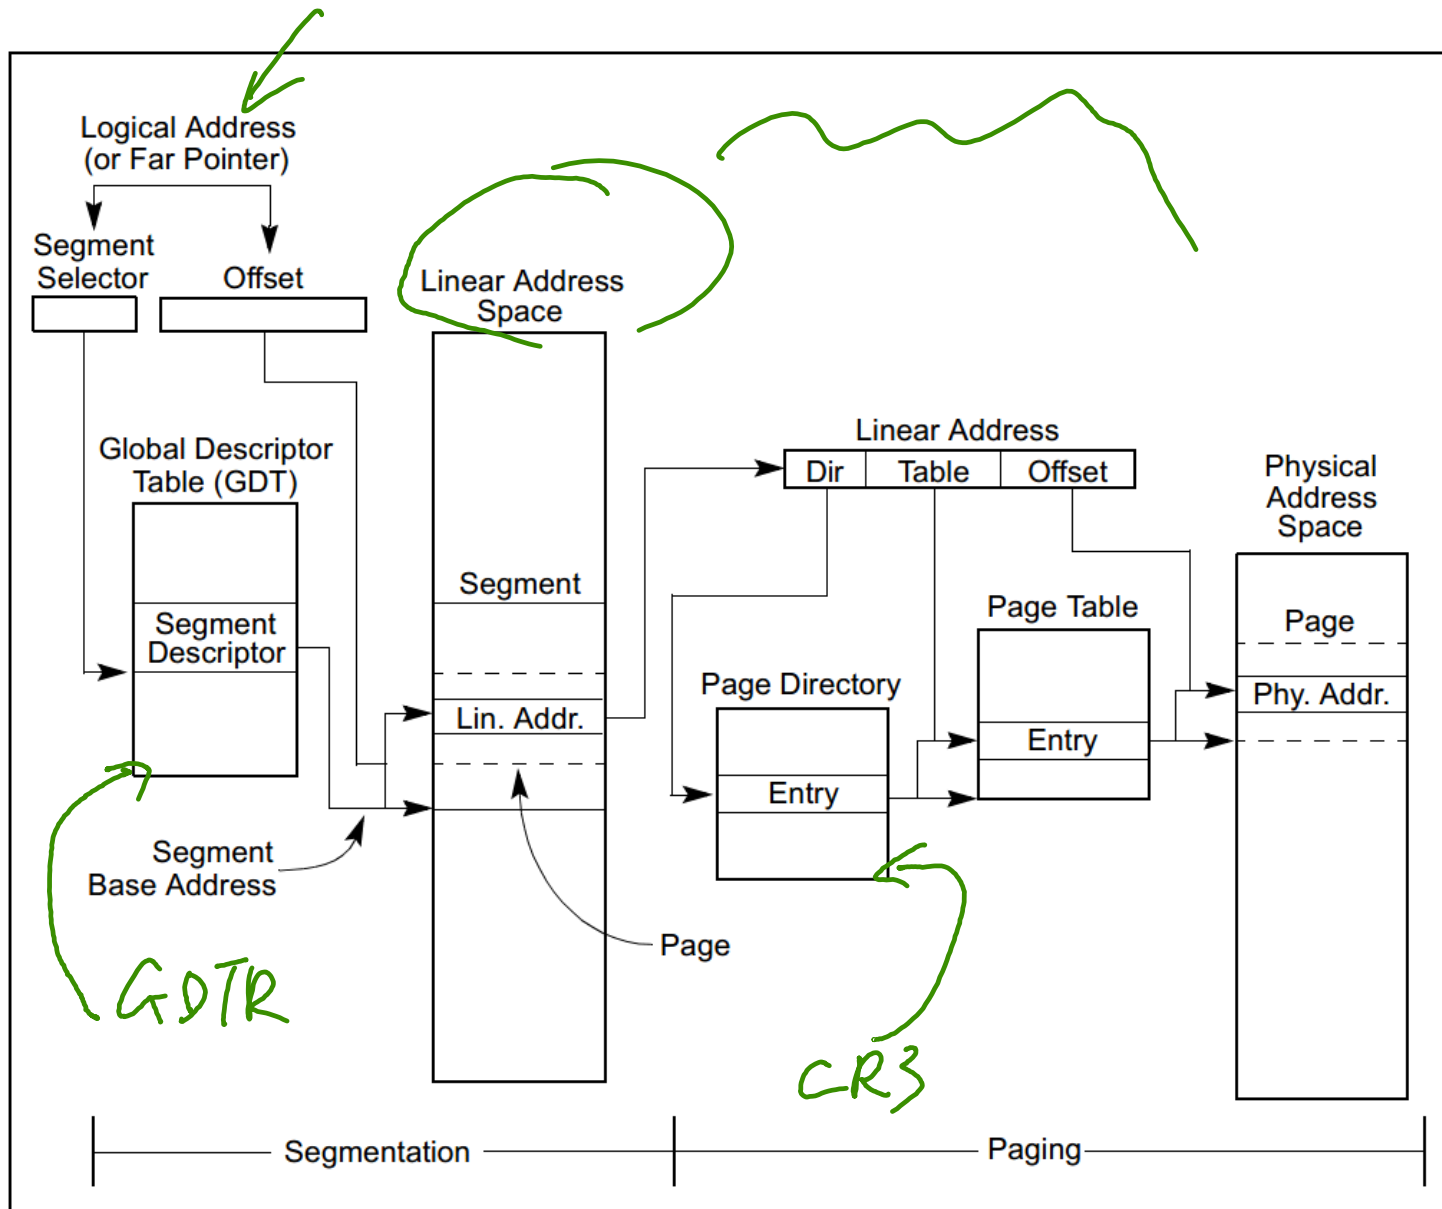 Logical Address
(or Far Pointer)
Segment
Selector
Offset
Linear Address
Space
Global Descriptor
Table (GDT)
Segment
Descriptor
Segment
Lin. Addr.
Segment
Base Address
Page
Linear Address
Dir
Table
Offset
Physical
Address
Space
Page Table
Page
Page Directory
Phy. Addr.
Entry
Entry
GDTR
CR3
Segmentation
Paging